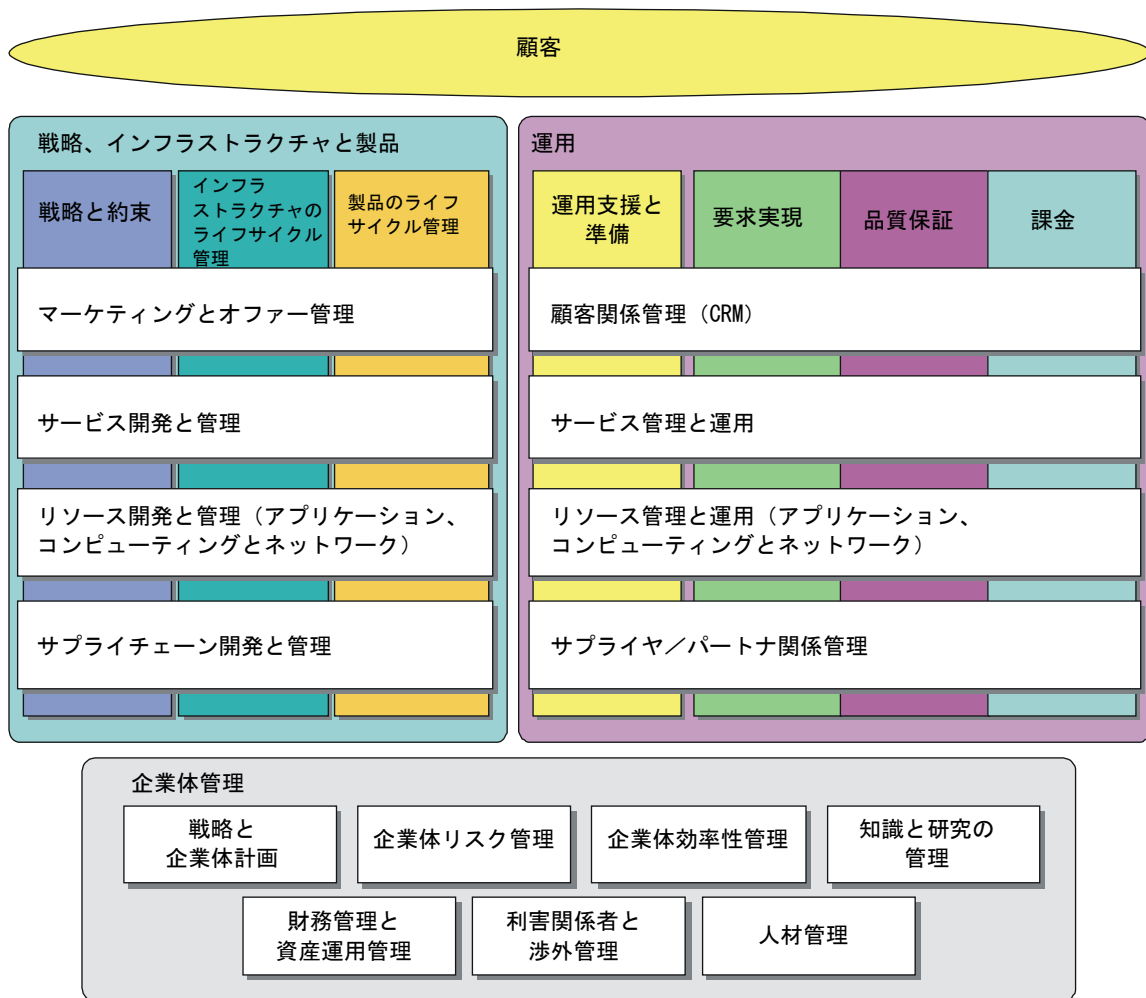 顧客
戦略、インフラストラクチャと製品
戦略と約束
インフラ
ストラクチャの
ライフサイクル
管理
製品のライフ
サイクル管理
マーケティングとオファー管理
サービス開発と管理
リソース開発と管理(アプリケーション、
コンピューティングとネットワーク)
サプライチェーン開発と管理
運用
運用支援と
準備
要求実現
品質保証
課金
顧客関係管理(CRM)
サービス管理と運用
リソース管理と運用(アプリケーション、
コンピューティングとネットワーク)
サプライヤ/パートナ関係管理
企業体管理
戦略と
企業体計画
企業体リスク管理
企業体効率性管理
知識と研究の
管理
財務管理と
資産運用管理
利害関係者と
渉外管理
人材管理